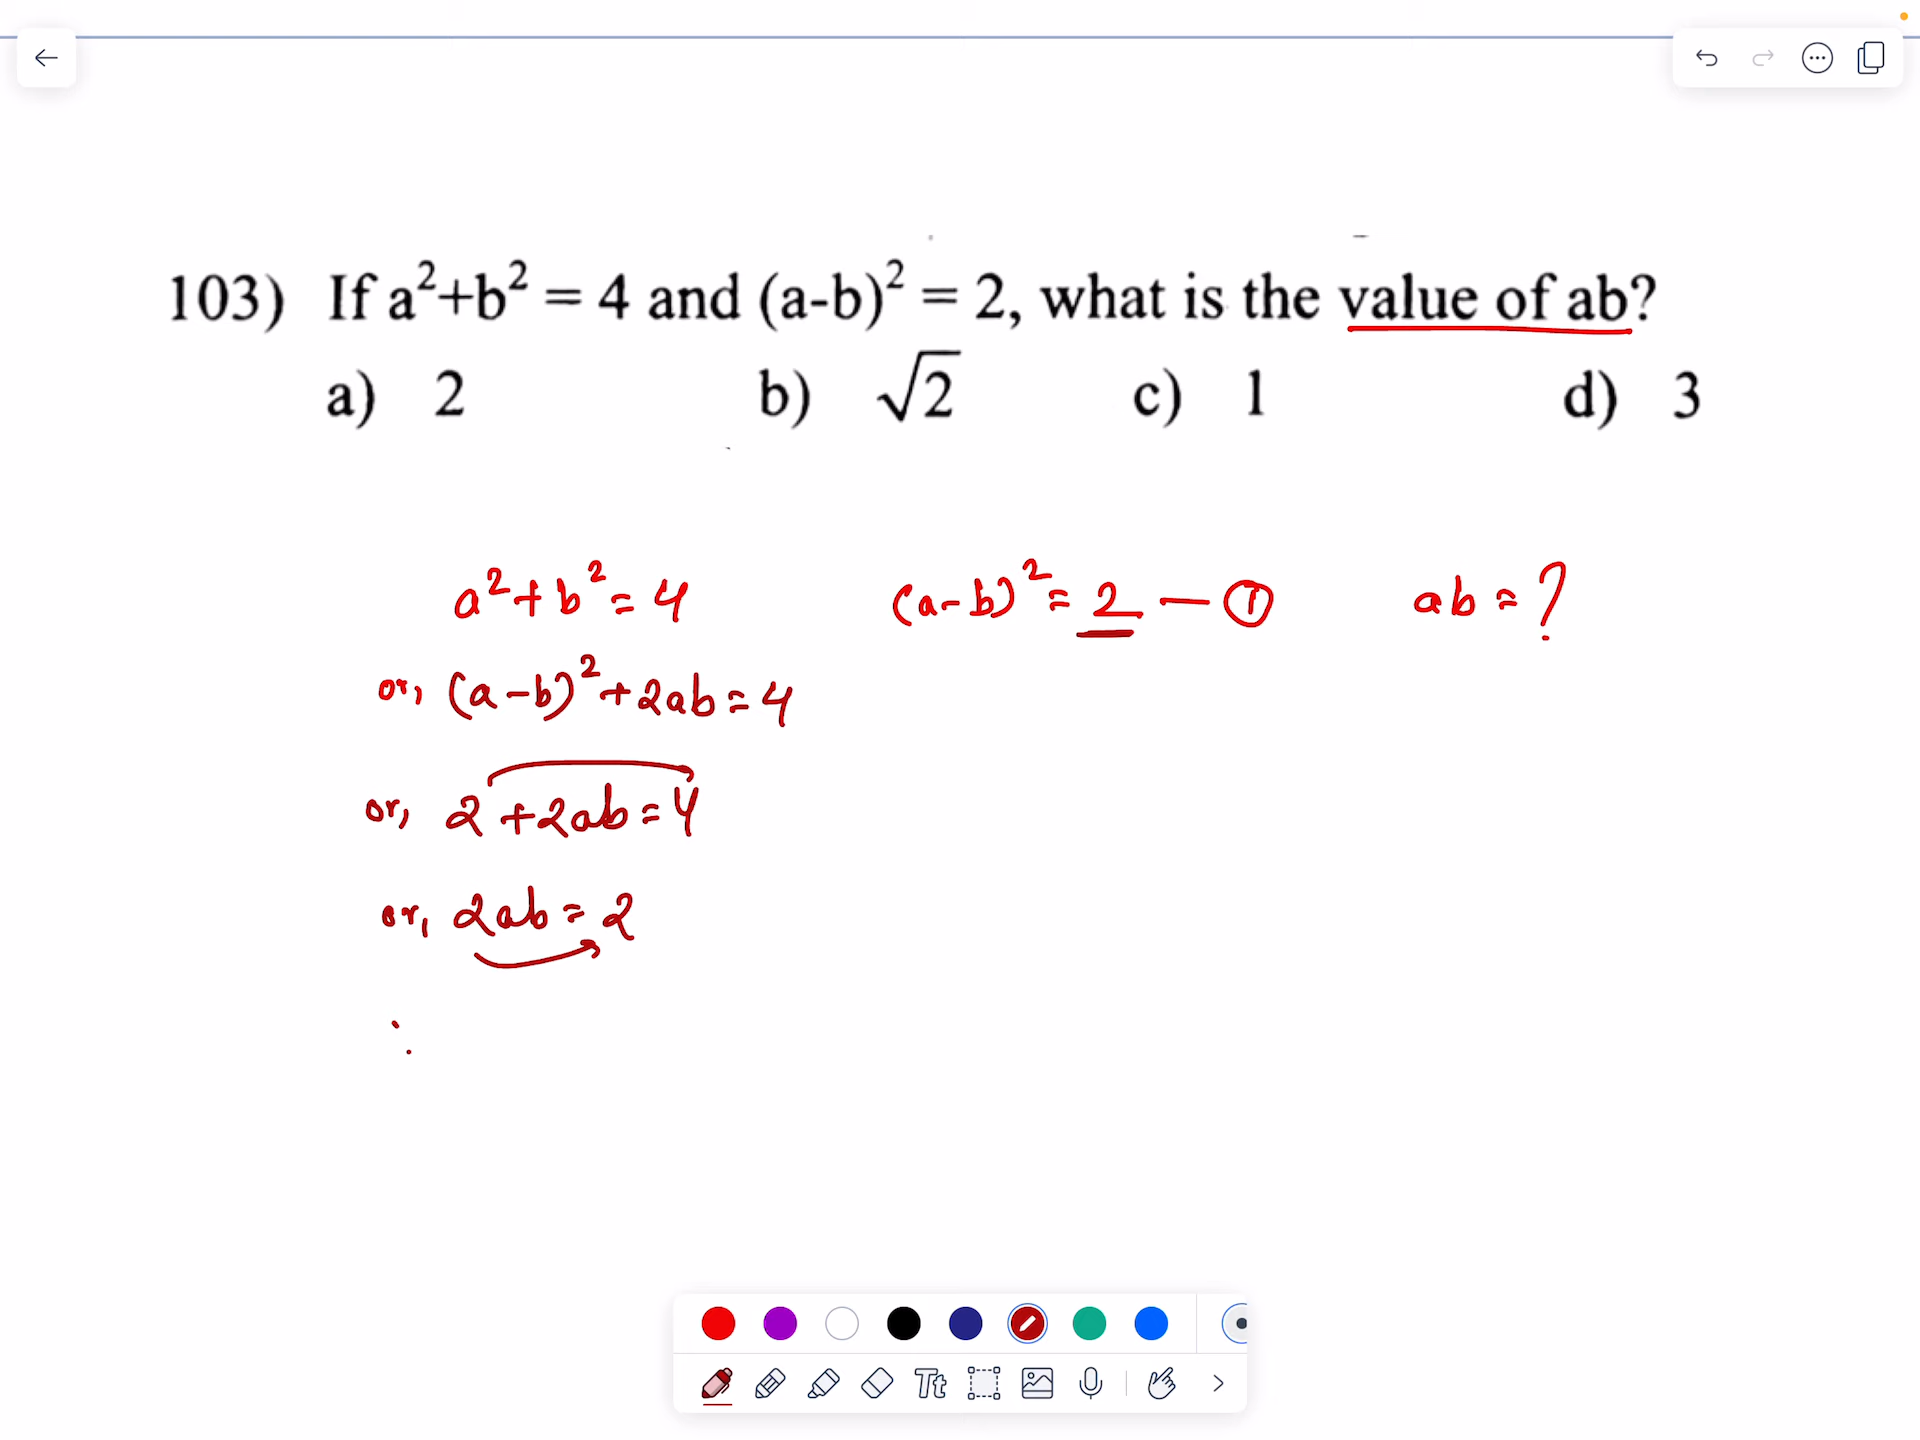 103) If a²+b² = 4 and (a-b)² = 2, what is the value of ab?
a) 2 b) √2 c) 1 d) 3
a²+b²=4 (a-b)²=2 — ① ab=?
or, (a-b)²+2ab=4
or, 2+2ab=4
or, 2ab=2
Tt